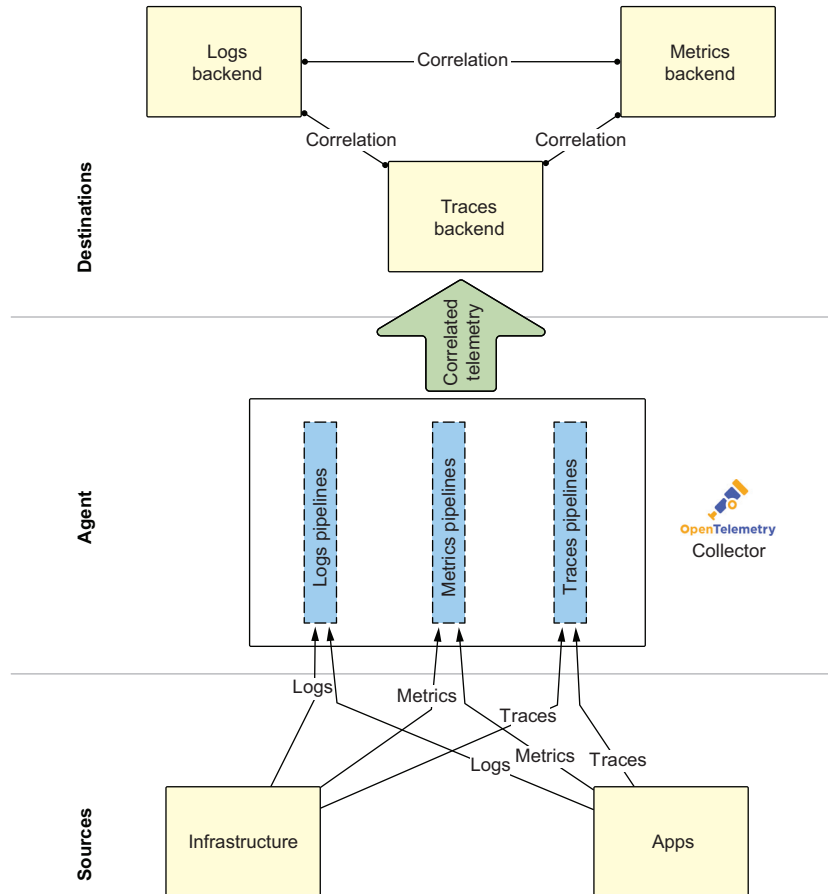 Logs
backend
Correlation
Metrics
backend
Correlation
Correlation
Traces
backend
Destinations
Correlated
telemetry
Agent
Logs pipelines
Metrics pipelines
Traces pipelines
OpenTelemetry
Collector
Logs
Metrics
Traces
Logs
Metrics
Traces
Sources
Infrastructure
Apps